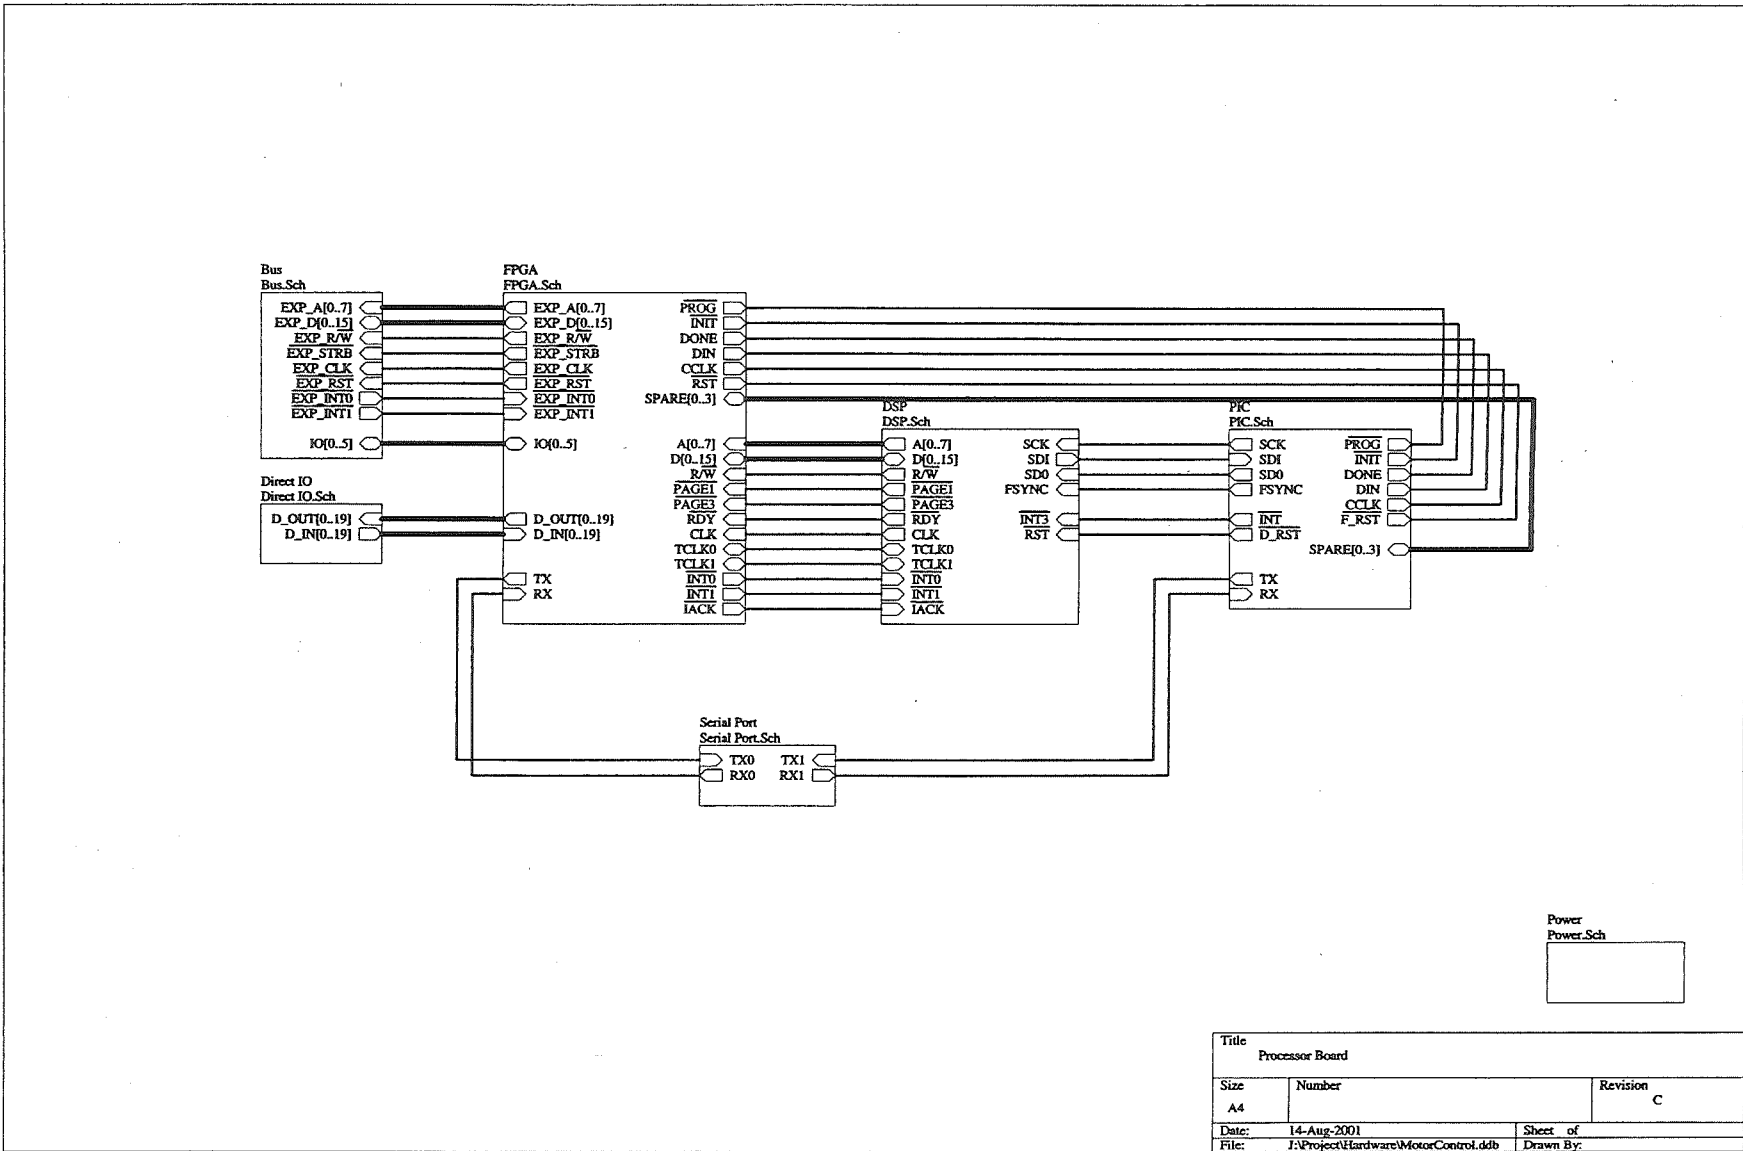 Bus
Bus.Sch
EXP_A[0..7]
EXP_D[0..15]
EXP_R/W
EXP_STRB
EXP_CLK
EXP_RST
EXP_INT0
EXP_INT1
IO[0..5]
Direct IO
Direct IO.Sch
D_OUT[0..19]
D_IN[0..19]
FPGA
FPGA.Sch
EXP_A[0..7]
EXP_D[0..15]
EXP_R/W
EXP_STRB
EXP_CLK
EXP_RST
EXP_INT0
EXP_INT1
IO[0..5]
D_OUT[0..19]
D_IN[0..19]
TX
RX
PROG
INIT
DONE
DIN
CCLK
RST
SPARE[0..3]
A[0..7]
D[0..15]
R/W
PAGE1
PAGE3
RDY
CLK
TCLK0
TCLK1
INT0
INT1
IACK
DSP
DSP.Sch
A[0..7]
D[0..15]
R/W
PAGE1
PAGE3
RDY
CLK
TCLK0
TCLK1
INT0
INT1
IACK
SCK
SDI
SD0
FSYNC
INT3
RST
PIC
PIC.Sch
SCK
SDI
SD0
FSYNC
INT
D_RST
TX
RX
PROG
INIT
DONE
DIN
CCLK
F_RST
SPARE[0..3]
Serial Port
Serial Port.Sch
TX0 TX1
RX0 RX1
Power
Power.Sch
Title
Processor Board
Size Number Revision
A4 C
Date: 14-Aug-2001 Sheet of
File: J:\Project\Hardware\MotorControl.ddb Drawn By: